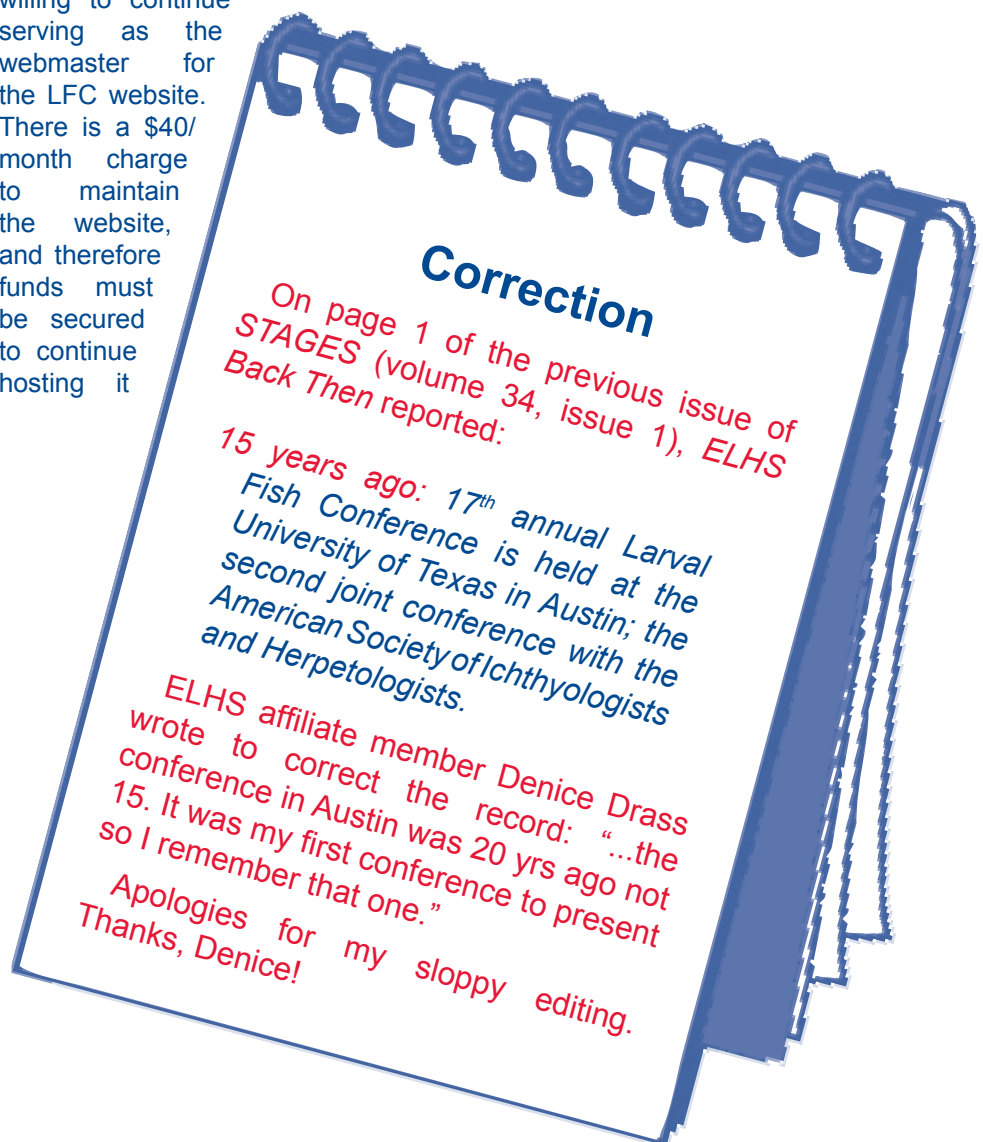 willing to continue
serving as the
webmaster for
the LFC website.
There is a $40/
month charge
to maintain
the website,
and therefore
funds must
be secured
to continue
hosting it
Correction
On page 1 of the previous issue of
STAGES (volume 34, issue 1), ELHS
Back Then reported:
15 years ago: 17th annual Larval
Fish Conference is held at the
University of Texas in Austin; the
second joint conference with the
American Society of Ichthyologists
and Herpetologists.
ELHS affiliate member Denice Drass
wrote to correct the record: “...the
conference in Austin was 20 yrs ago not
15. It was my first conference to present
so I remember that one.”
Apologies for my sloppy editing.
Thanks, Denice!